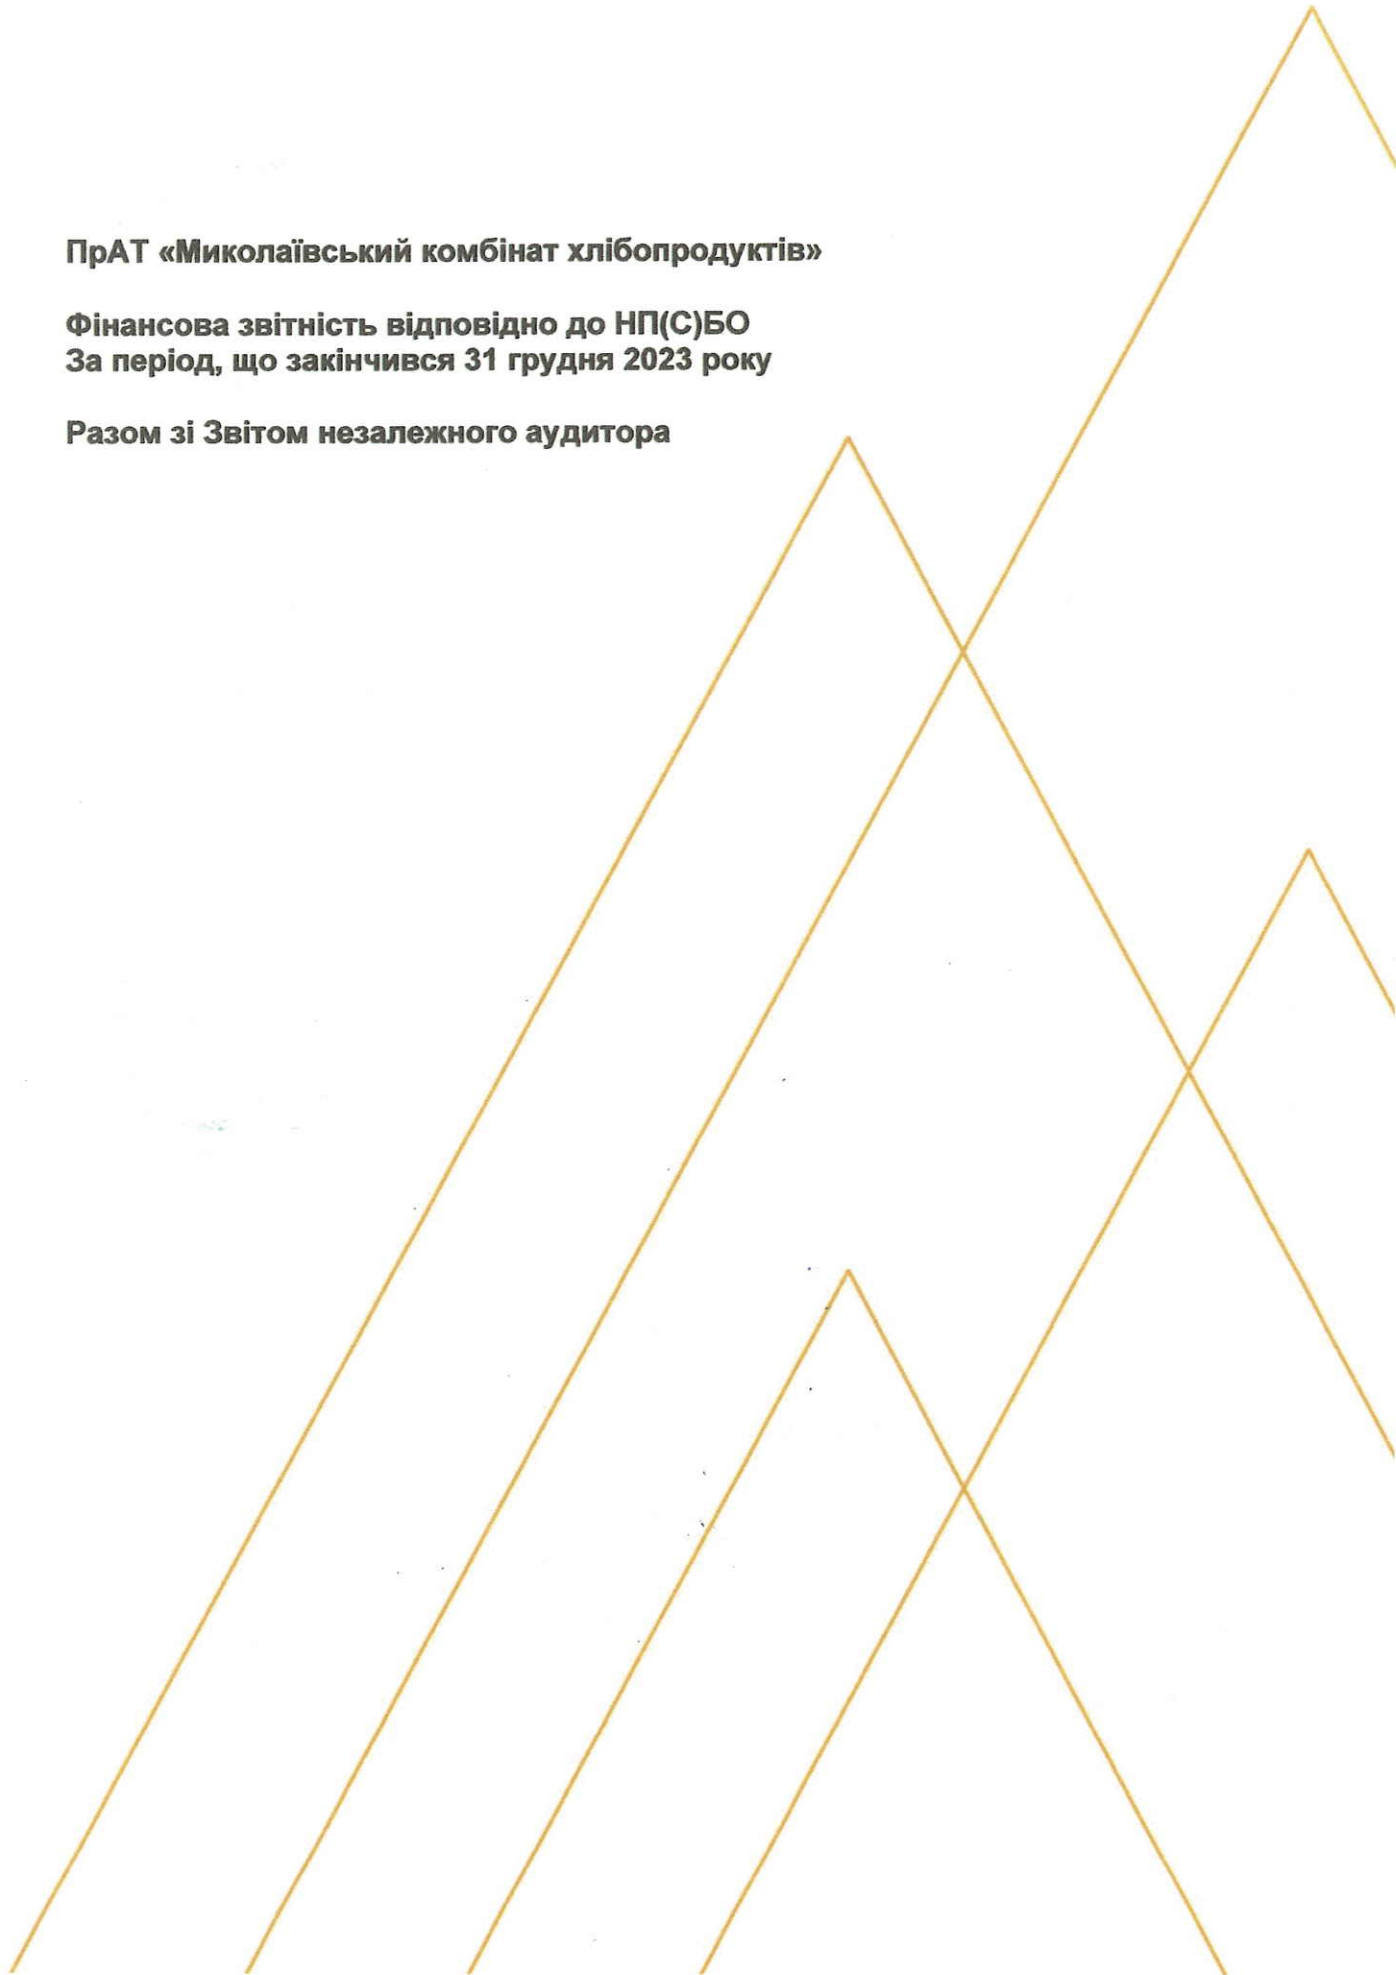 ПрАТ «Миколаївський комбінат хлібопродуктів»
Фінансова звітність відповідно до НП(С)БО
За період, що закінчився 31 грудня 2023 року
Разом зі Звітом незалежного аудитора